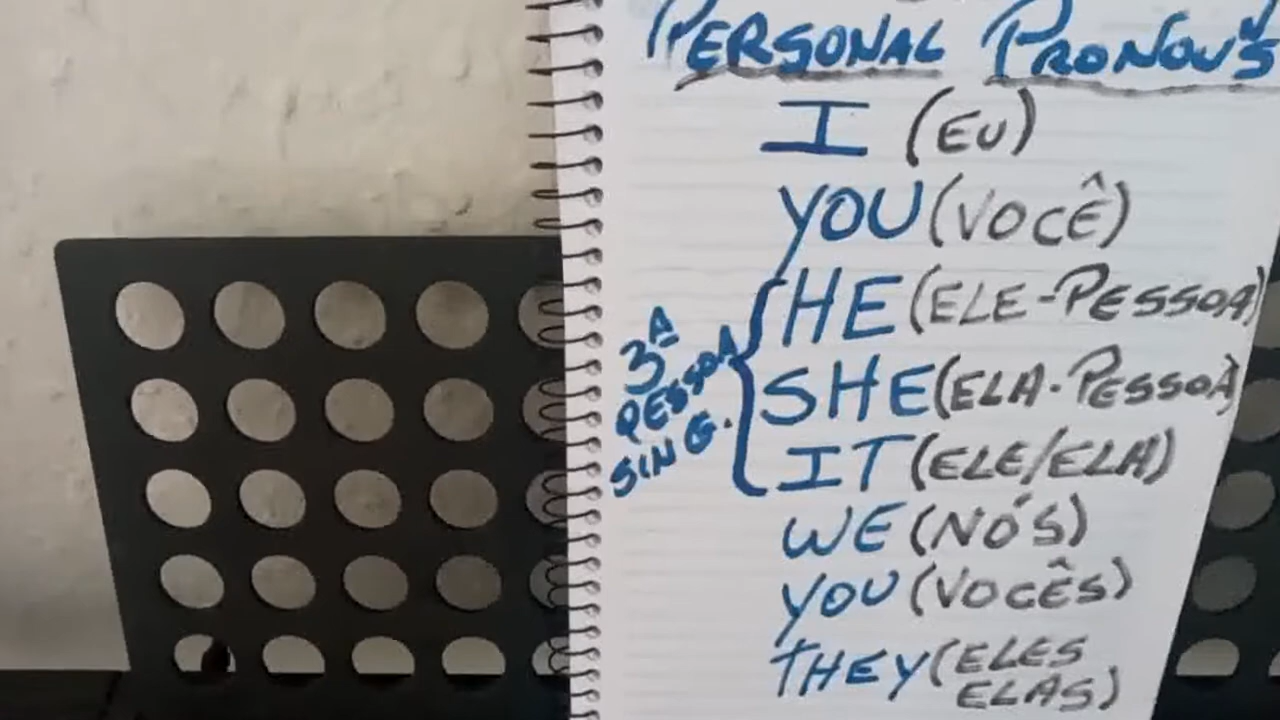 PERSONAL PRONOUNS
I (EU)
YOU (VOCÊ)
HE (ELE-PESSOA)
SHE (ELA-PESSOA)
IT (ELE/ELA)
3ª PESSOA SING.
WE (NÓS)
YOU (VOCÊS)
THEY (ELES
ELAS)